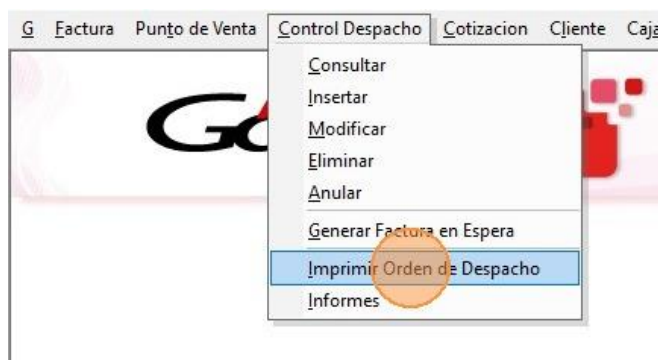 G Factura Punto de Venta Control Despacho Cotizacion Cliente
Consultar
Insertar
Modificar
Eliminar
Anular
Generar Factura en Espera
Imprimir Orden de Despacho
Informes